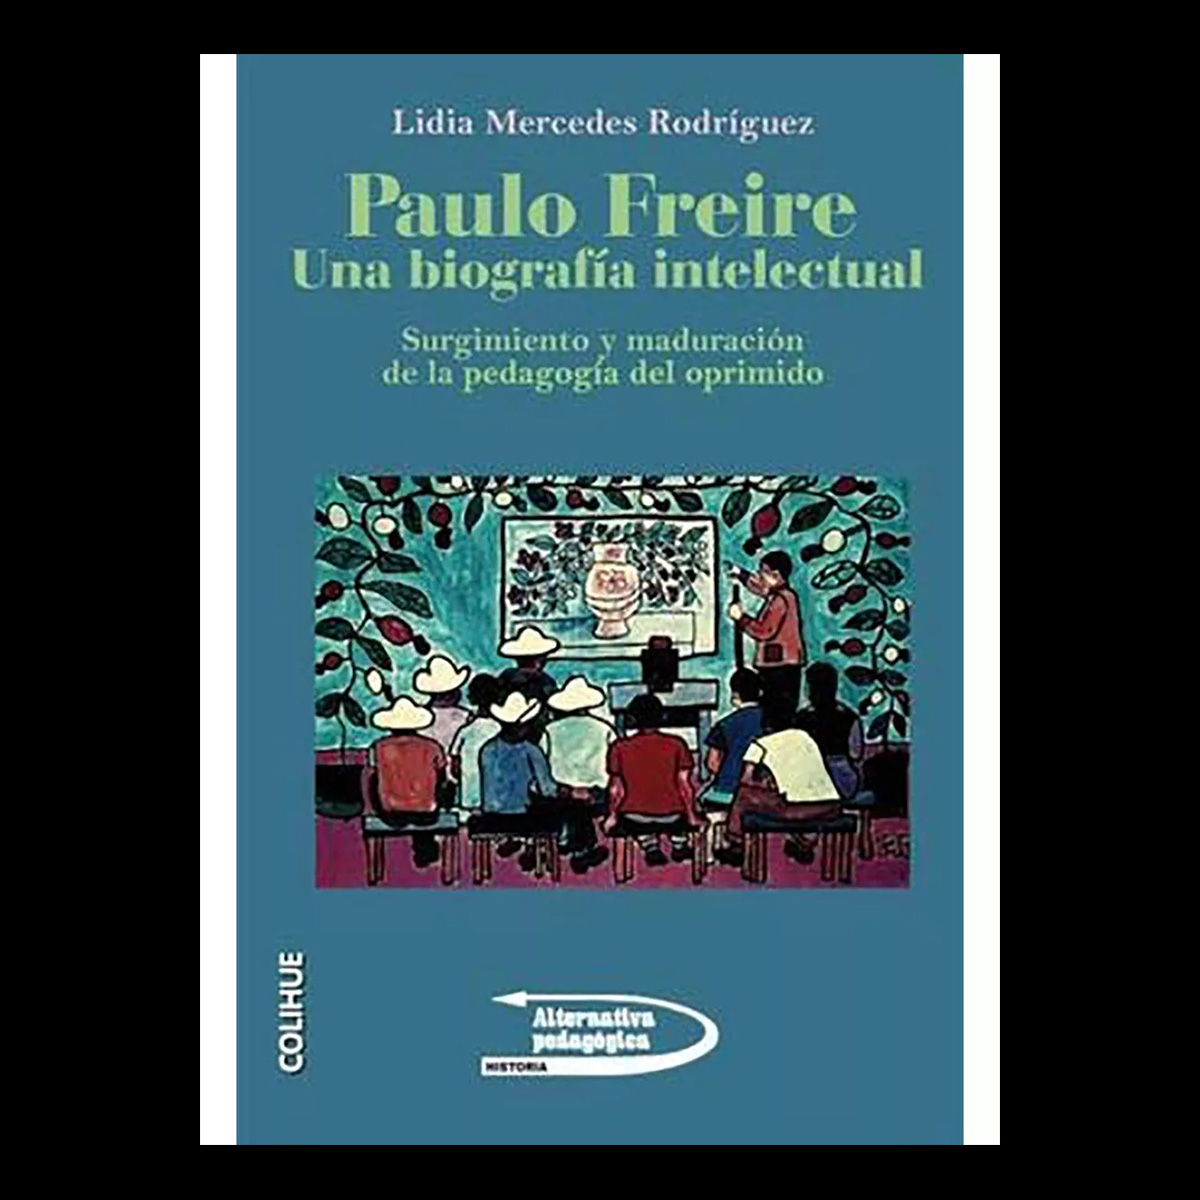 Lidia Mercedes Rodríguez
Paulo Freire
Una biografía intelectual
Surgimiento y maduración
de la pedagogía del oprimido
COLIHUE
Alternativa
pedagógica
HISTORIA